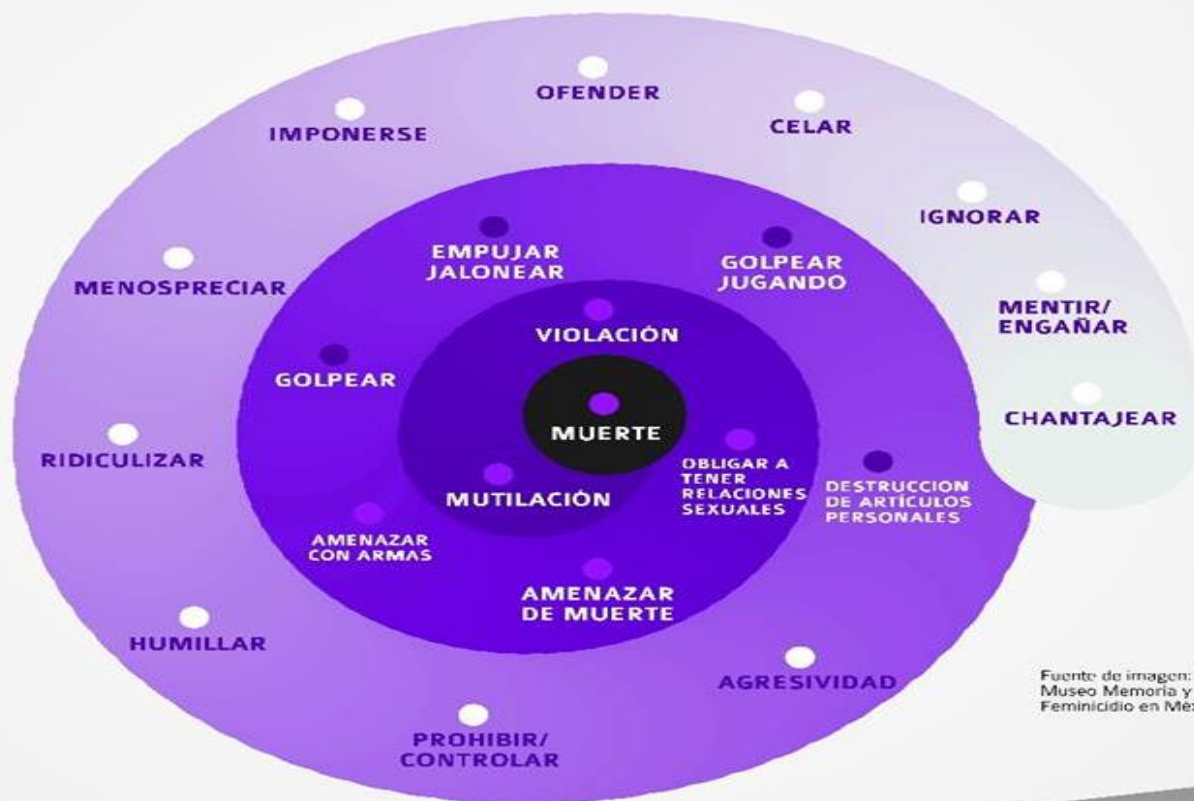 OFENDER
IMPONERSE
CELAR
IGNORAR
EMPUJAR
JALONEAR
GOLPEAR
JUGANDO
MENOSPRECIAR
MENTIR/
ENGAÑAR
VIOLACIÓN
GOLPEAR
CHANTAJEAR
MUERTE
RIDICULIZAR
OBLIGAR A
TENER
RELACIONES
SEXUALES
MUTILACIÓN
DESTRUCCION
DE ARTÍCULOS
PERSONALES
AMENAZAR
CON ARMAS
AMENAZAR
DE MUERTE
HUMILLAR
AGRESIVIDAD
PROHIBIR/
CONTROLAR
Fuente de imagen:
Museo Memoria y
Feminicidio en